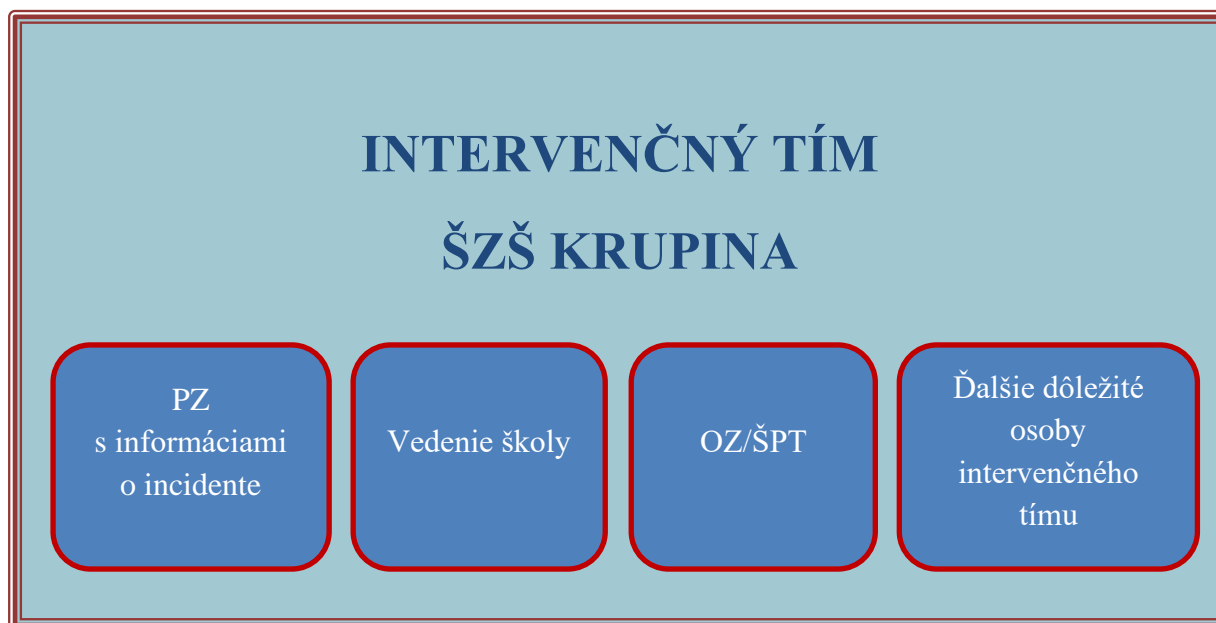 INTERVENČNÝ TÍM
ŠZŠ KRUPINA
PZ
s informáciami
o incidente
Vedenie školy
OZ/ŠPT
Ďalšie dôležité
osoby
intervenčného
tímu